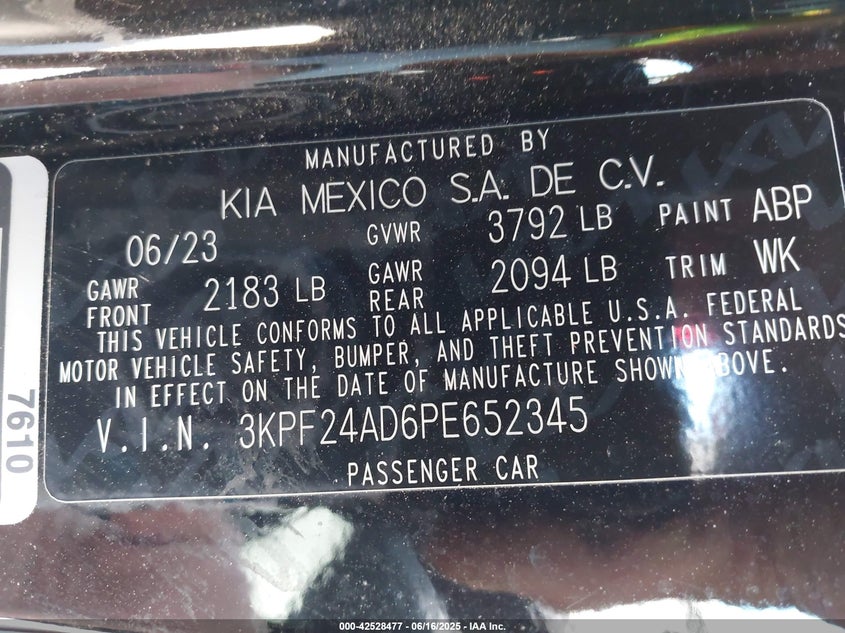 MANUFACTURED BY
KIA MEXICO S.A. DE C.V.
06/23 GVWR 3792 LB PAINT ABP
GAWR FRONT 2183 LB GAWR REAR 2094 LB TRIM WK
THIS VEHICLE CONFORMS TO ALL APPLICABLE U.S.A. FEDERAL
MOTOR VEHICLE SAFETY, BUMPER, AND THEFT PREVENTION STANDARDS
IN EFFECT ON THE DATE OF MANUFACTURE SHOWN ABOVE.
V.I.N. 3KPF24AD6PE652345
PASSENGER CAR
7610
000-42528477 - 06/16/2025 - IAA Inc.